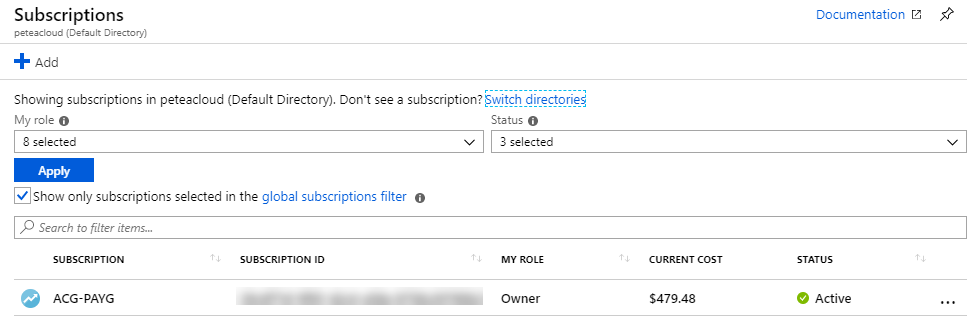 Subscriptions
Documentation
peteacloud (Default Directory)
Add
Showing subscriptions in peteacloud (Default Directory). Don't see a subscription? Switch directories
My role
Status
8 selected
3 selected
Apply
Show only subscriptions selected in the global subscriptions filter
Search to filter items...
SUBSCRIPTION SUBSCRIPTION ID MY ROLE CURRENT COST STATUS
ACG-PAYG Owner $479.48 Active